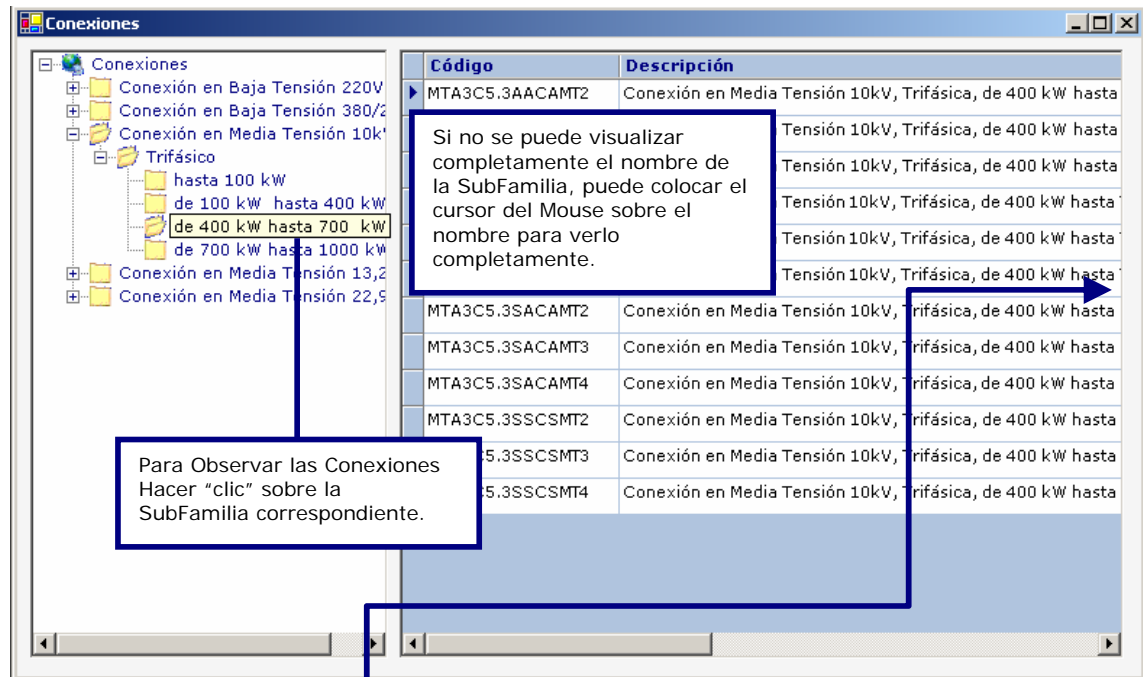 Conexiones
Conexiones
Conexión en Baja Tensión 220V
Conexión en Baja Tensión 380/2
Conexión en Media Tensión 10k
Trifásico
hasta 100 kW
de 100 kW hasta 400 kW
de 400 kW hasta 700 kW
de 700 kW hasta 1000 kW
Conexión en Media Tensión 13,2
Conexión en Media Tensión 22,9
Código Descripción
MTA3C5.3AACAMT2 Conexión en Media Tensión 10kV, Trifásica, de 400 kW hasta
Tensión 10kV, Trifásica, de 400 kW hasta
Tensión 10kV, Trifásica, de 400 kW hasta
Tensión 10kV, Trifásica, de 400 kW hasta
Tensión 10kV, Trifásica, de 400 kW hasta
Tensión 10kV, Trifásica, de 400 kW hasta
MTA3C5.3SACAMT2 Conexión en Media Tensión 10kV, Trifásica, de 400 kW hasta
MTA3C5.3SACAMT3 Conexión en Media Tensión 10kV, Trifásica, de 400 kW hasta
MTA3C5.3SACAMT4 Conexión en Media Tensión 10kV, Trifásica, de 400 kW hasta
MTA3C5.3SSCSMT2 Conexión en Media Tensión 10kV, Trifásica, de 400 kW hasta
5.3SSCSMT3 Conexión en Media Tensión 10kV, Trifásica, de 400 kW hasta
5.3SSCSMT4 Conexión en Media Tensión 10kV, Trifásica, de 400 kW hasta
Si no se puede visualizar
completamente el nombre de
la SubFamilia, puede colocar el
cursor del Mouse sobre el
nombre para verlo
completamente.
Para Observar las Conexiones
Hacer “clic” sobre la
SubFamilia correspondiente.